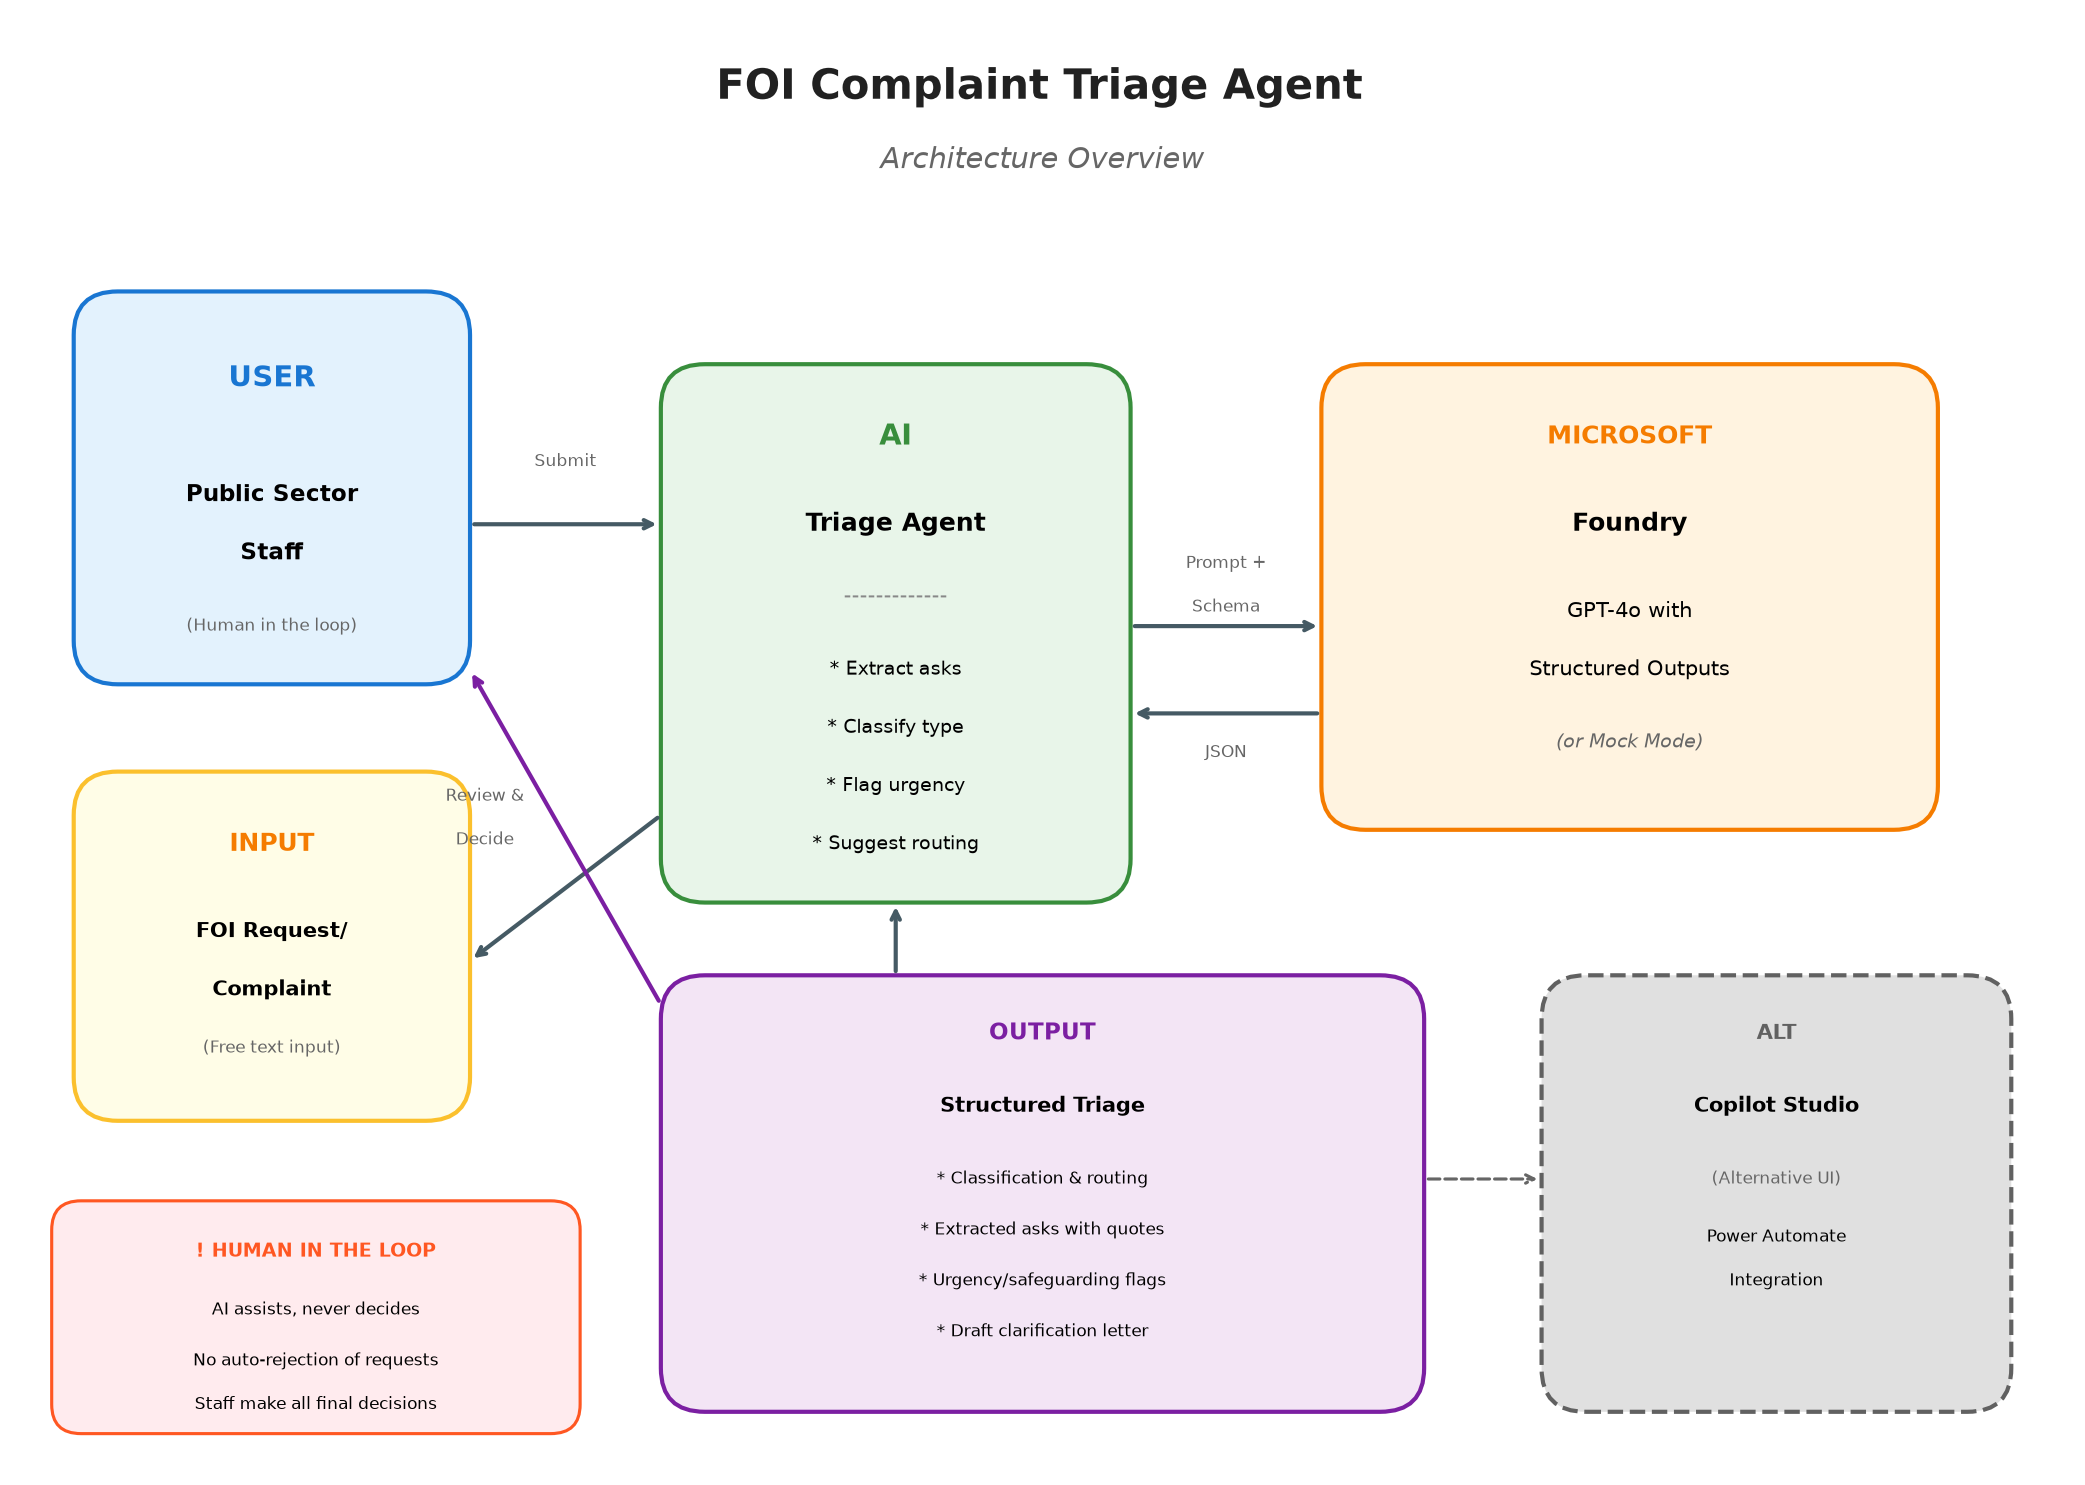 FOI Complaint Triage Agent
Architecture Overview
USER
Public Sector
Staff
(Human in the loop)
Submit
AI
Triage Agent
-------------
* Extract asks
* Classify type
* Flag urgency
* Suggest routing
Prompt +
Schema
JSON
MICROSOFT
Foundry
GPT-4o with
Structured Outputs
(or Mock Mode)
INPUT
FOI Request/
Complaint
(Free text input)
Review &
Decide
OUTPUT
Structured Triage
* Classification & routing
* Extracted asks with quotes
* Urgency/safeguarding flags
* Draft clarification letter
ALT
Copilot Studio
(Alternative UI)
Power Automate
Integration
! HUMAN IN THE LOOP
AI assists, never decides
No auto-rejection of requests
Staff make all final decisions